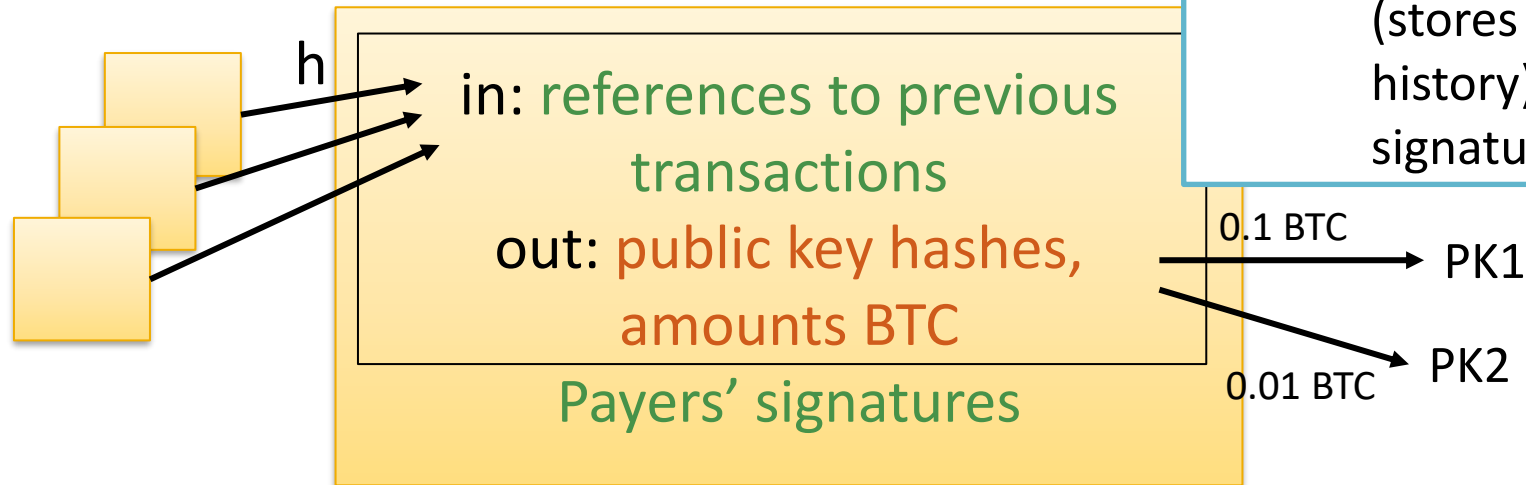 (stores
history)
signatu
h
in: references to previous
transactions
out: public key hashes,
amounts BTC
Payers’ signatures
0.1 BTC
PK1
PK2
0.01 BTC